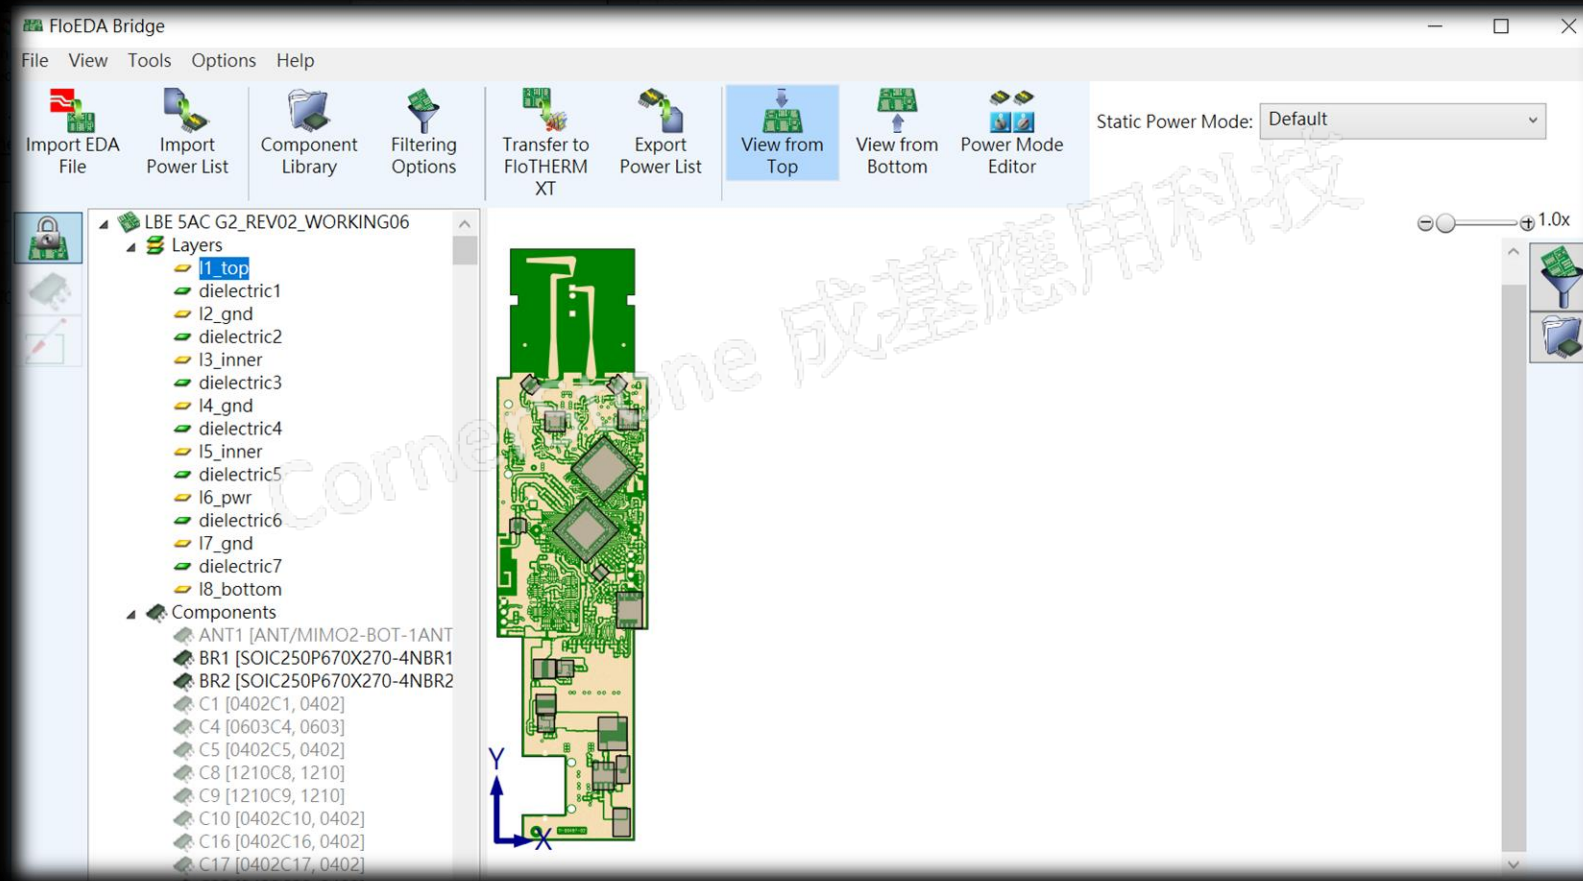 FloEDA Bridge
File View Tools Options Help
Import EDA File
Import Power List
Component Library
Filtering Options
Transfer to FloTHERM XT
Export Power List
View from Top
View from Bottom
Power Mode Editor
Static Power Mode: Default
1.0x
LBE 5AC G2_REV02_WORKING06
Layers
l1_top
dielectric1
l2_gnd
dielectric2
l3_inner
dielectric3
l4_gnd
dielectric4
l5_inner
dielectric5
l6_pwr
dielectric6
l7_gnd
dielectric7
l8_bottom
Components
ANT1 [ANT/MIMO2-BOT-1ANT
BR1 [SOIC250P670X270-4NBR1
BR2 [SOIC250P670X270-4NBR2
C1 [0402C1, 0402]
C4 [0603C4, 0603]
C5 [0402C5, 0402]
C8 [1210C8, 1210]
C9 [1210C9, 1210]
C10 [0402C10, 0402]
C16 [0402C16, 0402]
C17 [0402C17, 0402]
Y
X
CornerStone 成基應用科技